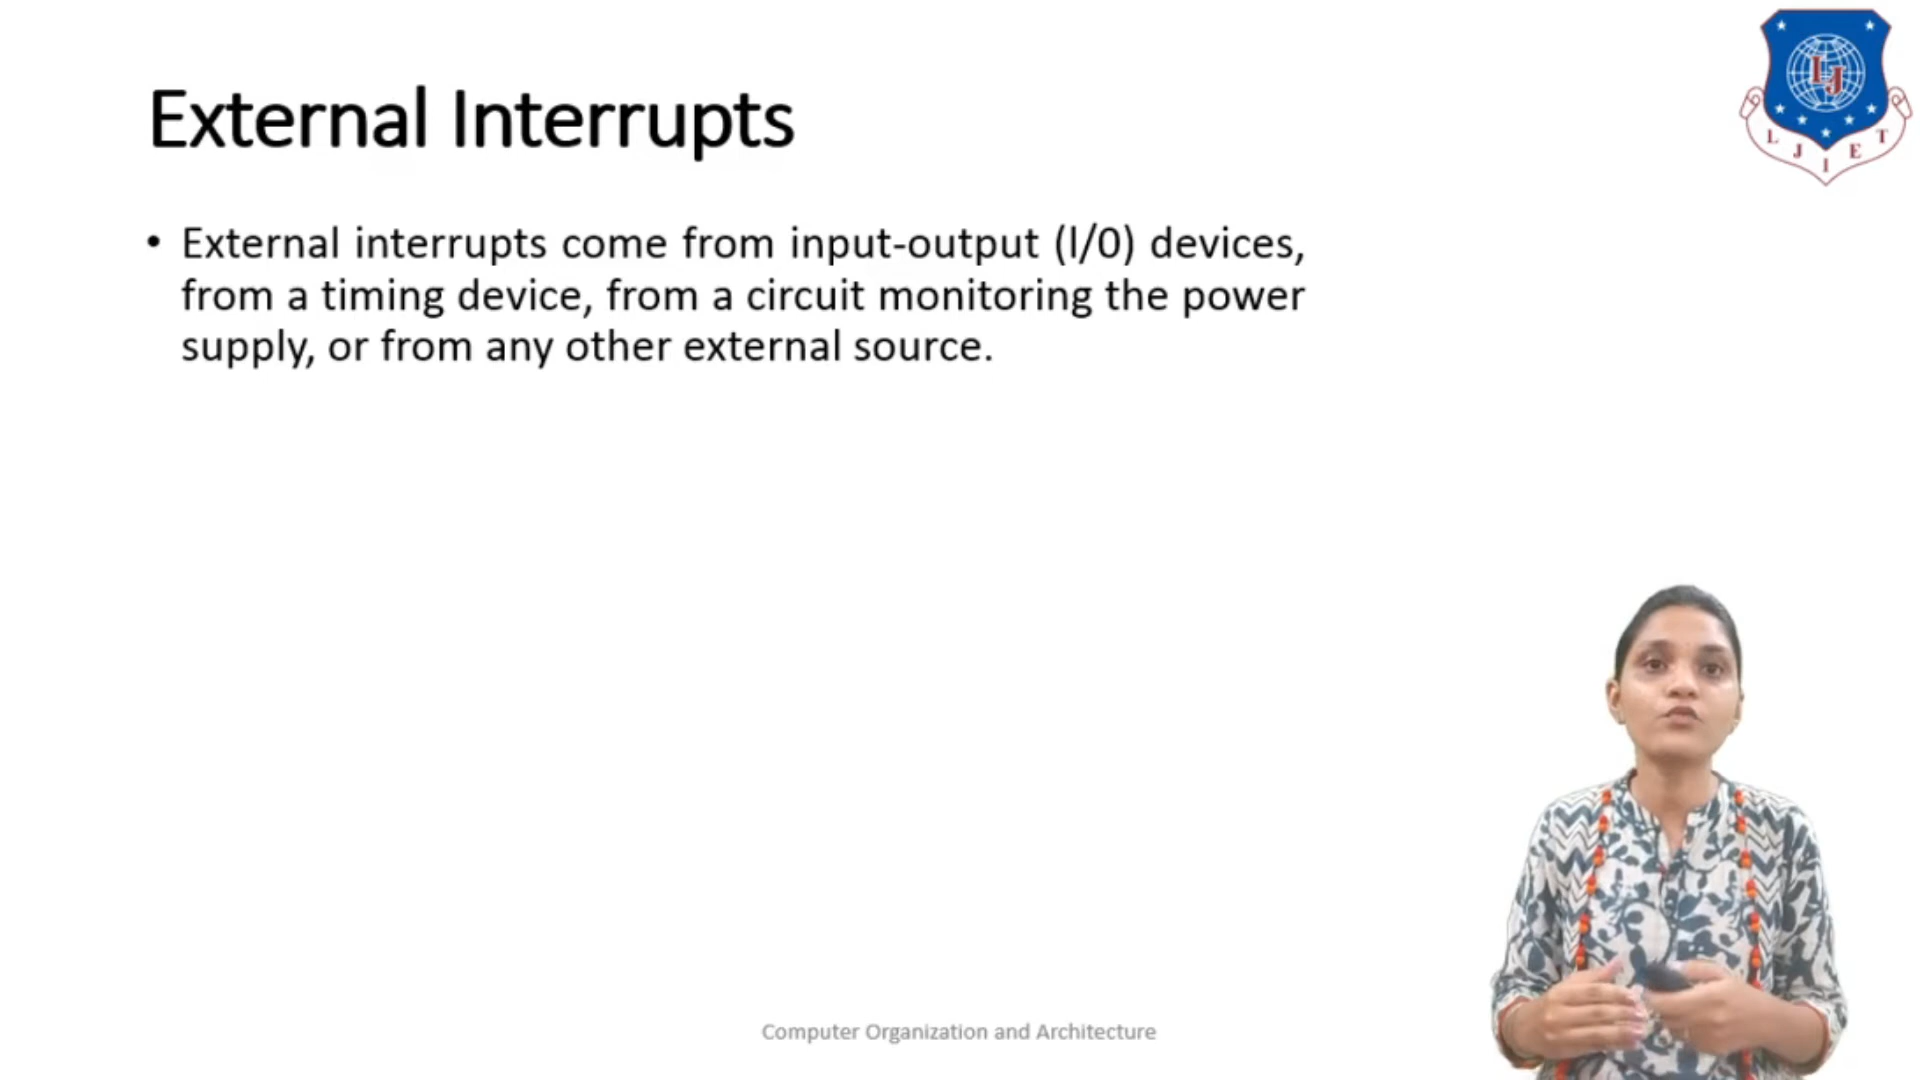 External Interrupts
• External interrupts come from input-output (I/0) devices,
from a timing device, from a circuit monitoring the power
supply, or from any other external source.
Computer Organization and Architecture
LJ
L J I E T